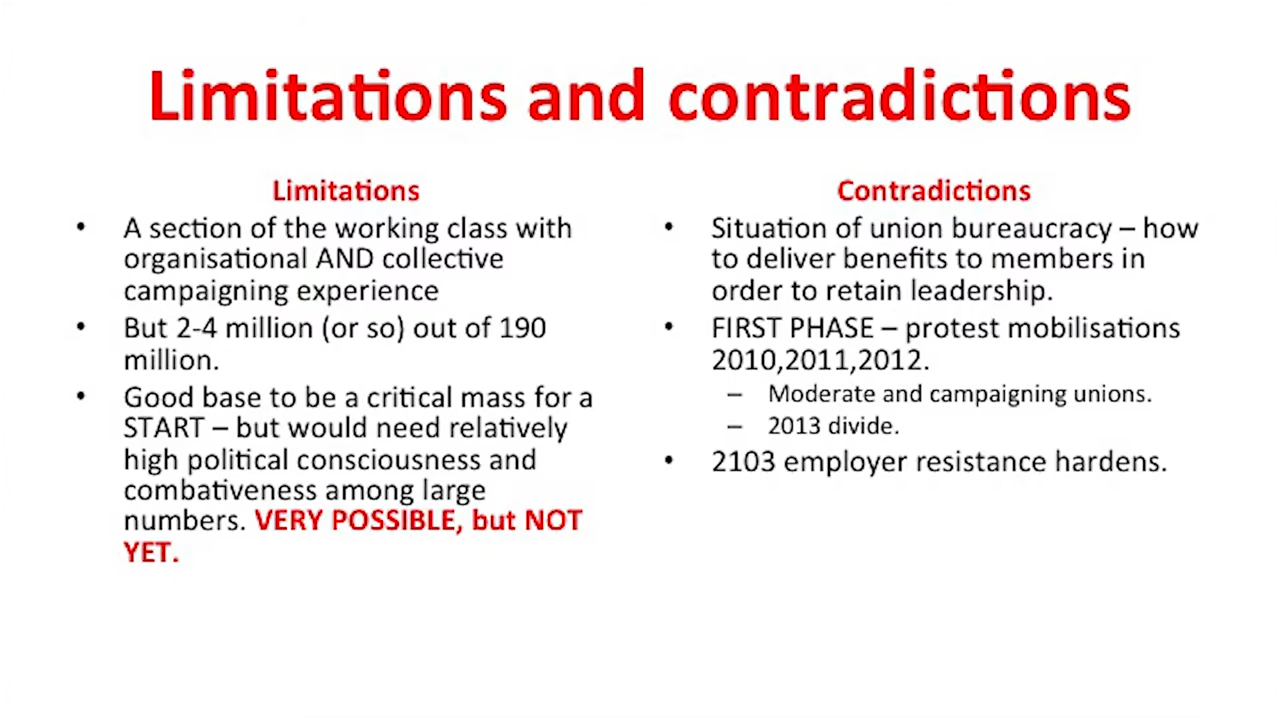 Limitations and contradictions
Limitations
• A section of the working class with
organisational AND collective
campaigning experience
• But 2-4 million (or so) out of 190
million.
• Good base to be a critical mass for a
START – but would need relatively
high political consciousness and
combativeness among large
numbers. VERY POSSIBLE, but NOT
YET.
Contradictions
• Situation of union bureaucracy – how
to deliver benefits to members in
order to retain leadership.
• FIRST PHASE – protest mobilisations
2010,2011,2012.
– Moderate and campaigning unions.
– 2013 divide.
• 2103 employer resistance hardens.